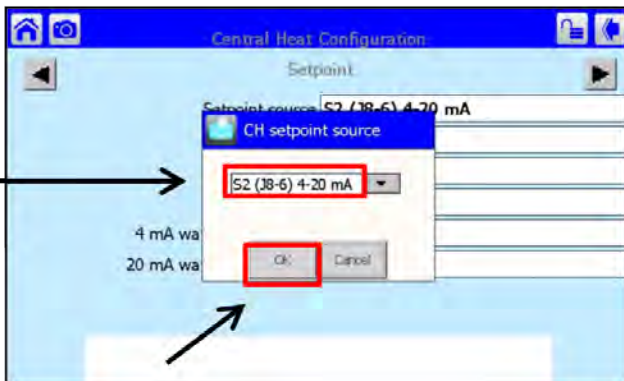 Central Heat Configuration
Setpoint
Setpoint source S2 (J8-6) 4-20 mA
CH setpoint source
S2 (J8-6) 4-20 mA
4 mA wa
20 mA wa
OK Cancel